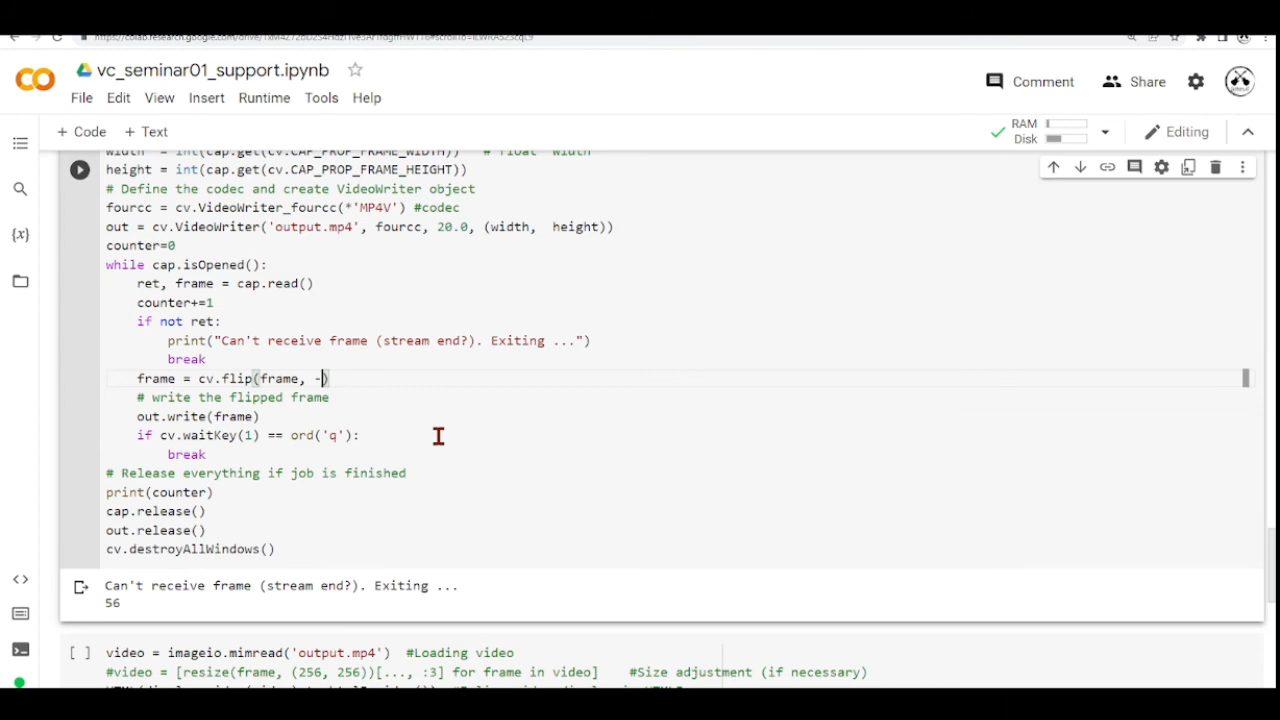 vc_seminar01_support.ipynb
File Edit View Insert Runtime Tools Help
Comment Share
+ Code + Text
RAM
Disk
Editing
width = int(cap.get(cv.CAP_PROP_FRAME_WIDTH)) # float `width`
height = int(cap.get(cv.CAP_PROP_FRAME_HEIGHT))
# Define the codec and create VideoWriter object
fourcc = cv.VideoWriter_fourcc(*'MP4V') #codec
out = cv.VideoWriter('output.mp4', fourcc, 20.0, (width, height))
counter=0
while cap.isOpened():
ret, frame = cap.read()
counter+=1
if not ret:
print("Can't receive frame (stream end?). Exiting ...")
break
frame = cv.flip(frame, -)
# write the flipped frame
out.write(frame)
if cv.waitKey(1) == ord('q'):
break
# Release everything if job is finished
print(counter)
cap.release()
out.release()
cv.destroyAllWindows()
Can't receive frame (stream end?). Exiting ...
56
[ ] video = imageio.mimread('output.mp4') #Loading video
#video = [resize(frame, (256, 256))[..., :3] for frame in video] #Size adjustment (if necessary)